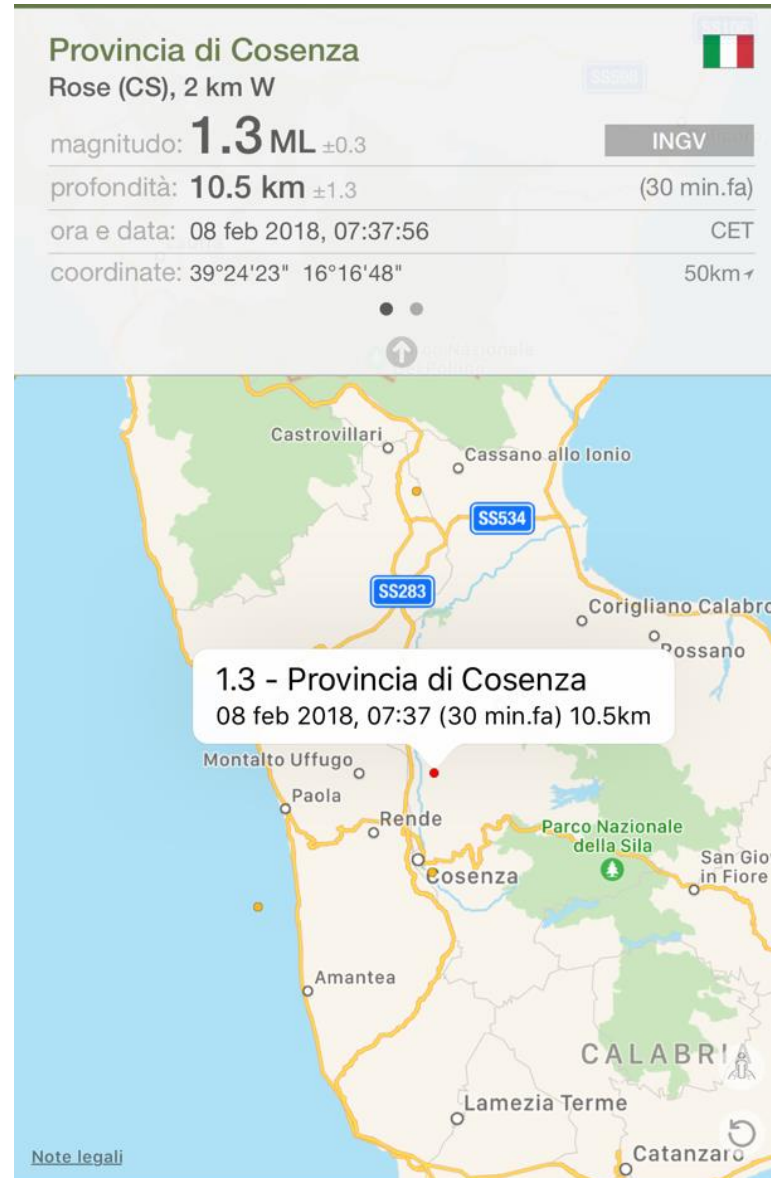 Provincia di Cosenza
Rose (CS), 2 km W
magnitudo: 1.3 ML ±0.3 INGV
profondità: 10.5 km ±1.3 (30 min.fa)
ora e data: 08 feb 2018, 07:37:56 CET
coordinate: 39°24'23" 16°16'48" 50km
Castrovillari
Cassano allo Ionio
SS534
SS283
Corigliano Calabro
Rossano
1.3 - Provincia di Cosenza
08 feb 2018, 07:37 (30 min.fa) 10.5km
Montalto Uffugo
Paola
Rende
Parco Nazionale
della Sila
San Gio
in Fiore
Cosenza
Amantea
CALABRIA
Lamezia Terme
Catanzaro
Note legali